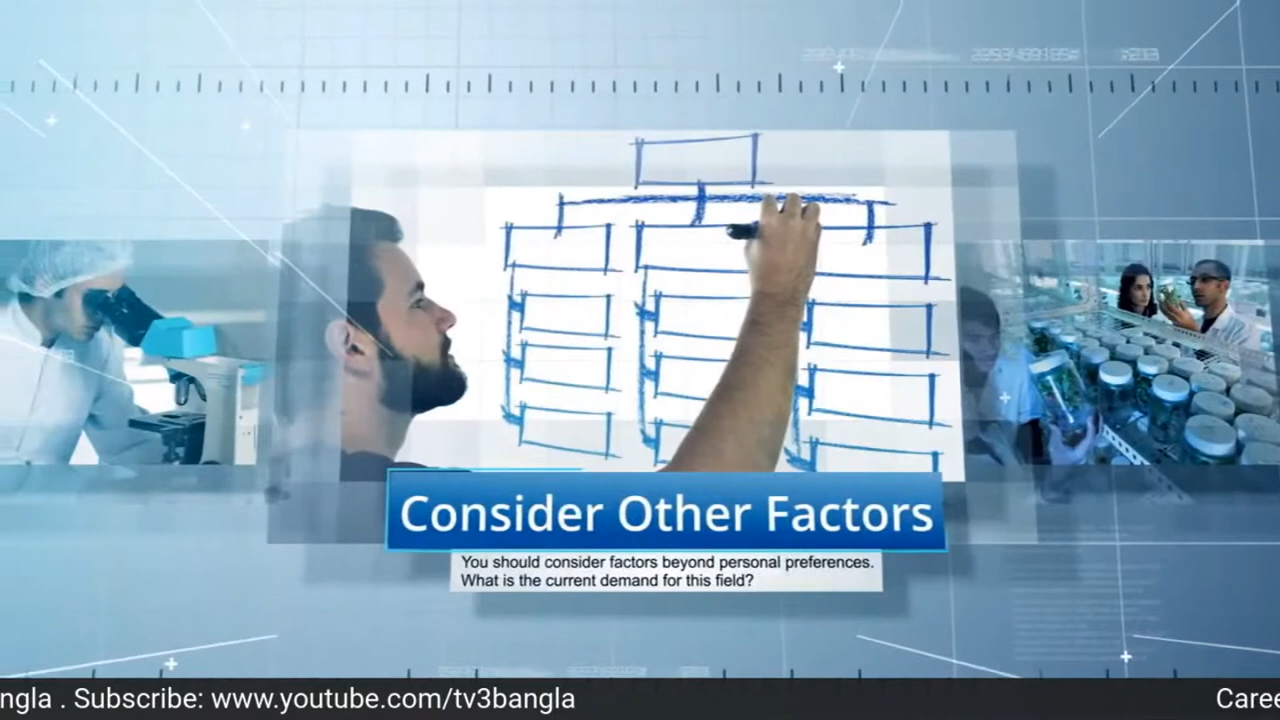 Consider Other Factors
You should consider factors beyond personal preferences.
What is the current demand for this field?
ngla . Subscribe: www.youtube.com/tv3bangla
Caree